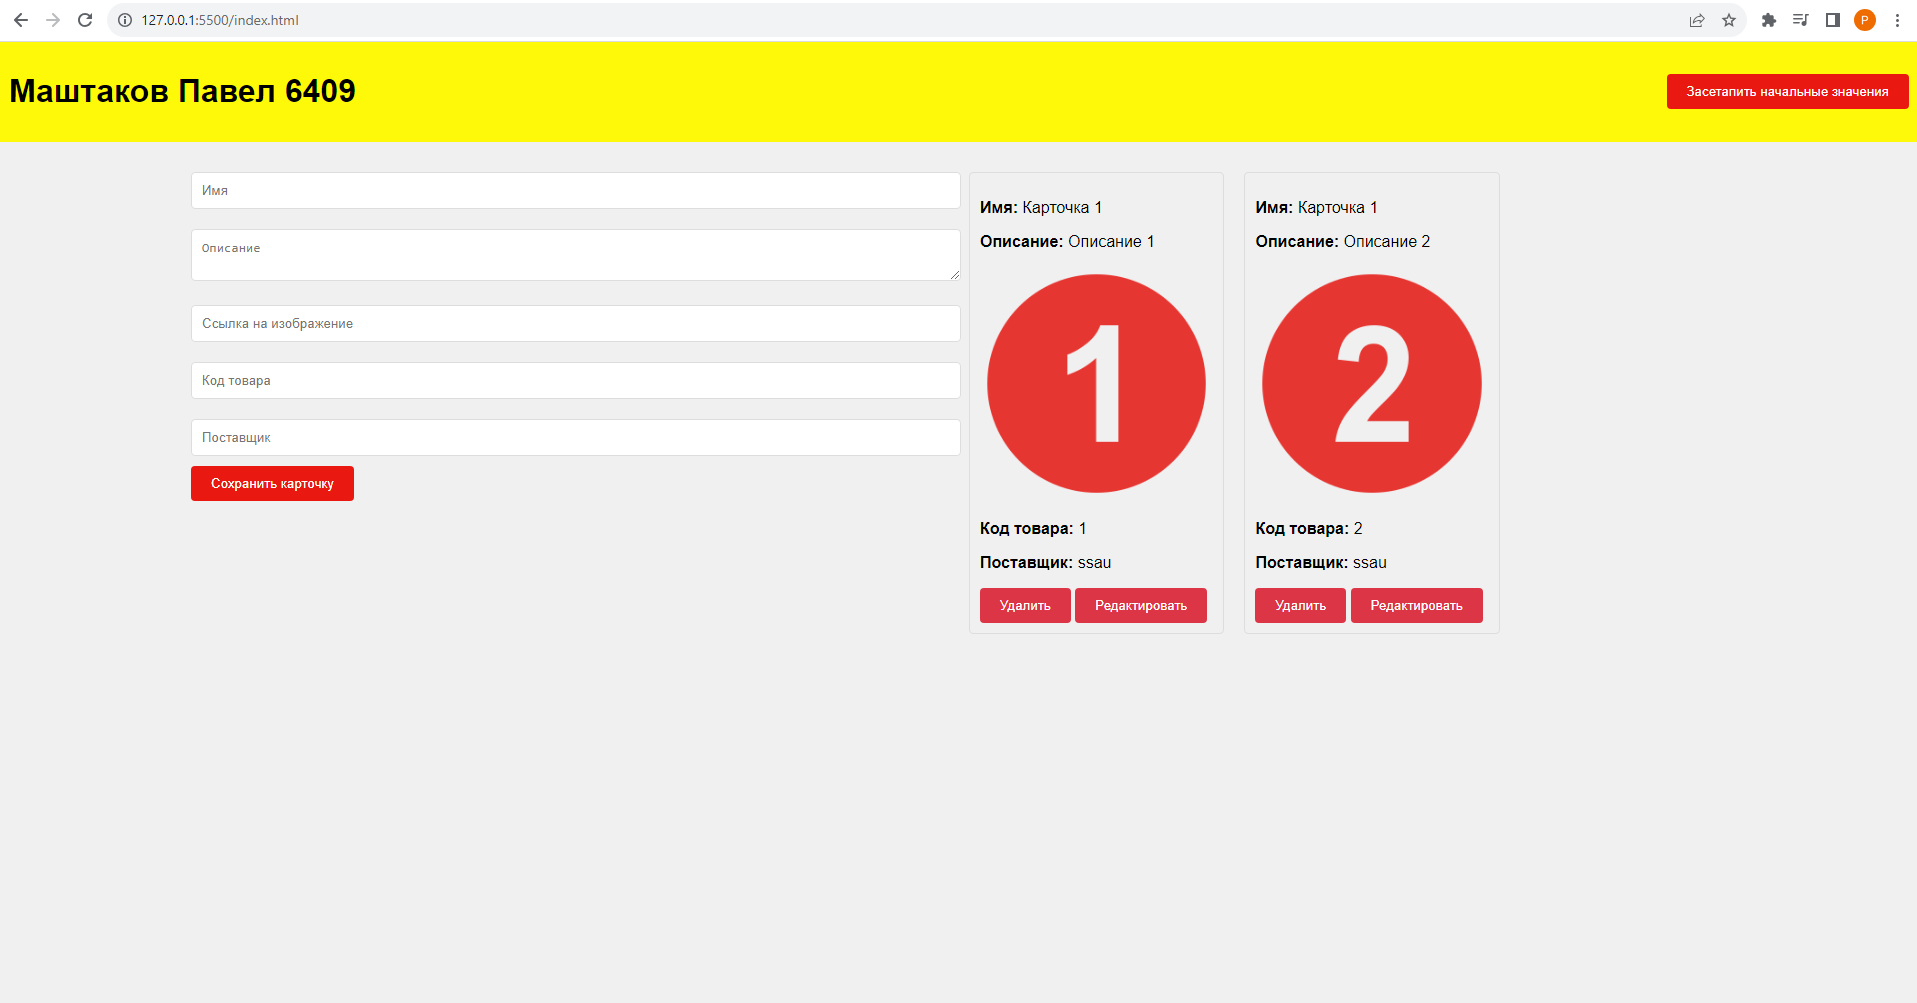 127.0.0.1:5500/index.html
P
Маштаков Павел 6409
Засетапить начальные значения
Имя
Описание
Ссылка на изображение
Код товара
Поставщик
Сохранить карточку
Имя: Карточка 1
Описание: Описание 1
1
Код товара: 1
Поставщик: ssau
Удалить Редактировать
Имя: Карточка 1
Описание: Описание 2
2
Код товара: 2
Поставщик: ssau
Удалить Редактировать